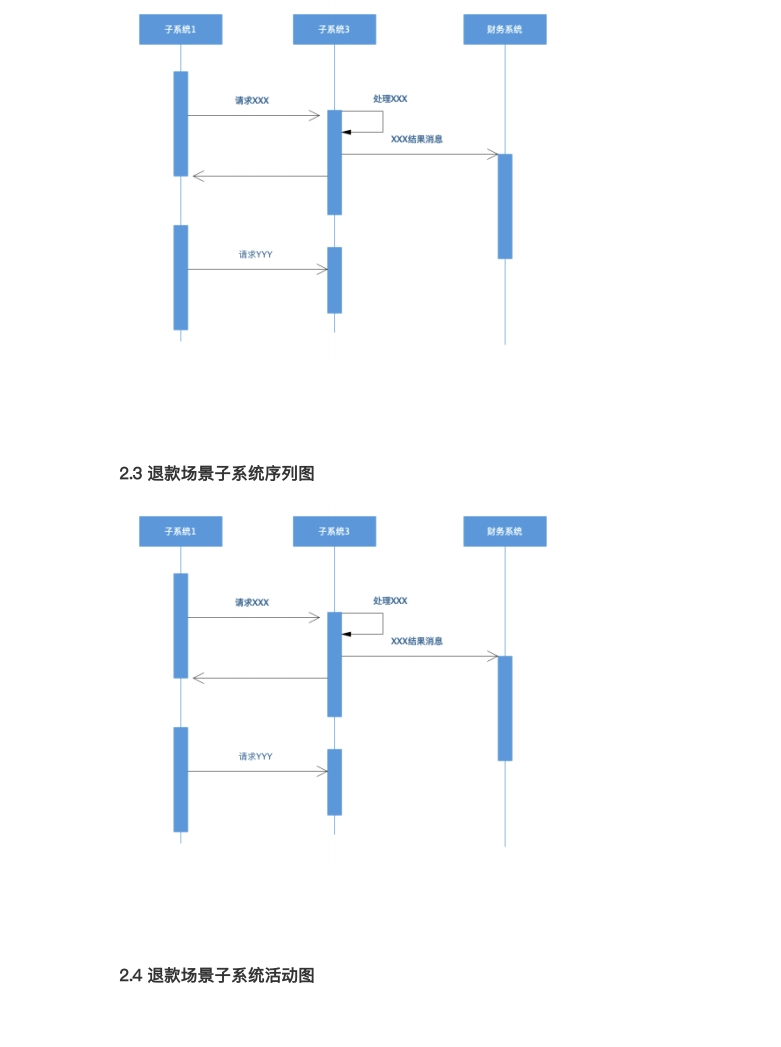 子系统1 子系统3 财务系统
请求XXX 处理XXX
XXX结果消息
请求YYY
2.3 退款场景子系统序列图
子系统1 子系统3 财务系统
请求XXX 处理XXX
XXX结果消息
请求YYY
2.4 退款场景子系统活动图